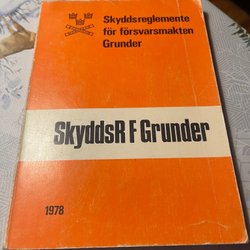 Skyddsreglemente
för försvarsmakten
Grunder
SkyddsR F Grunder
1978